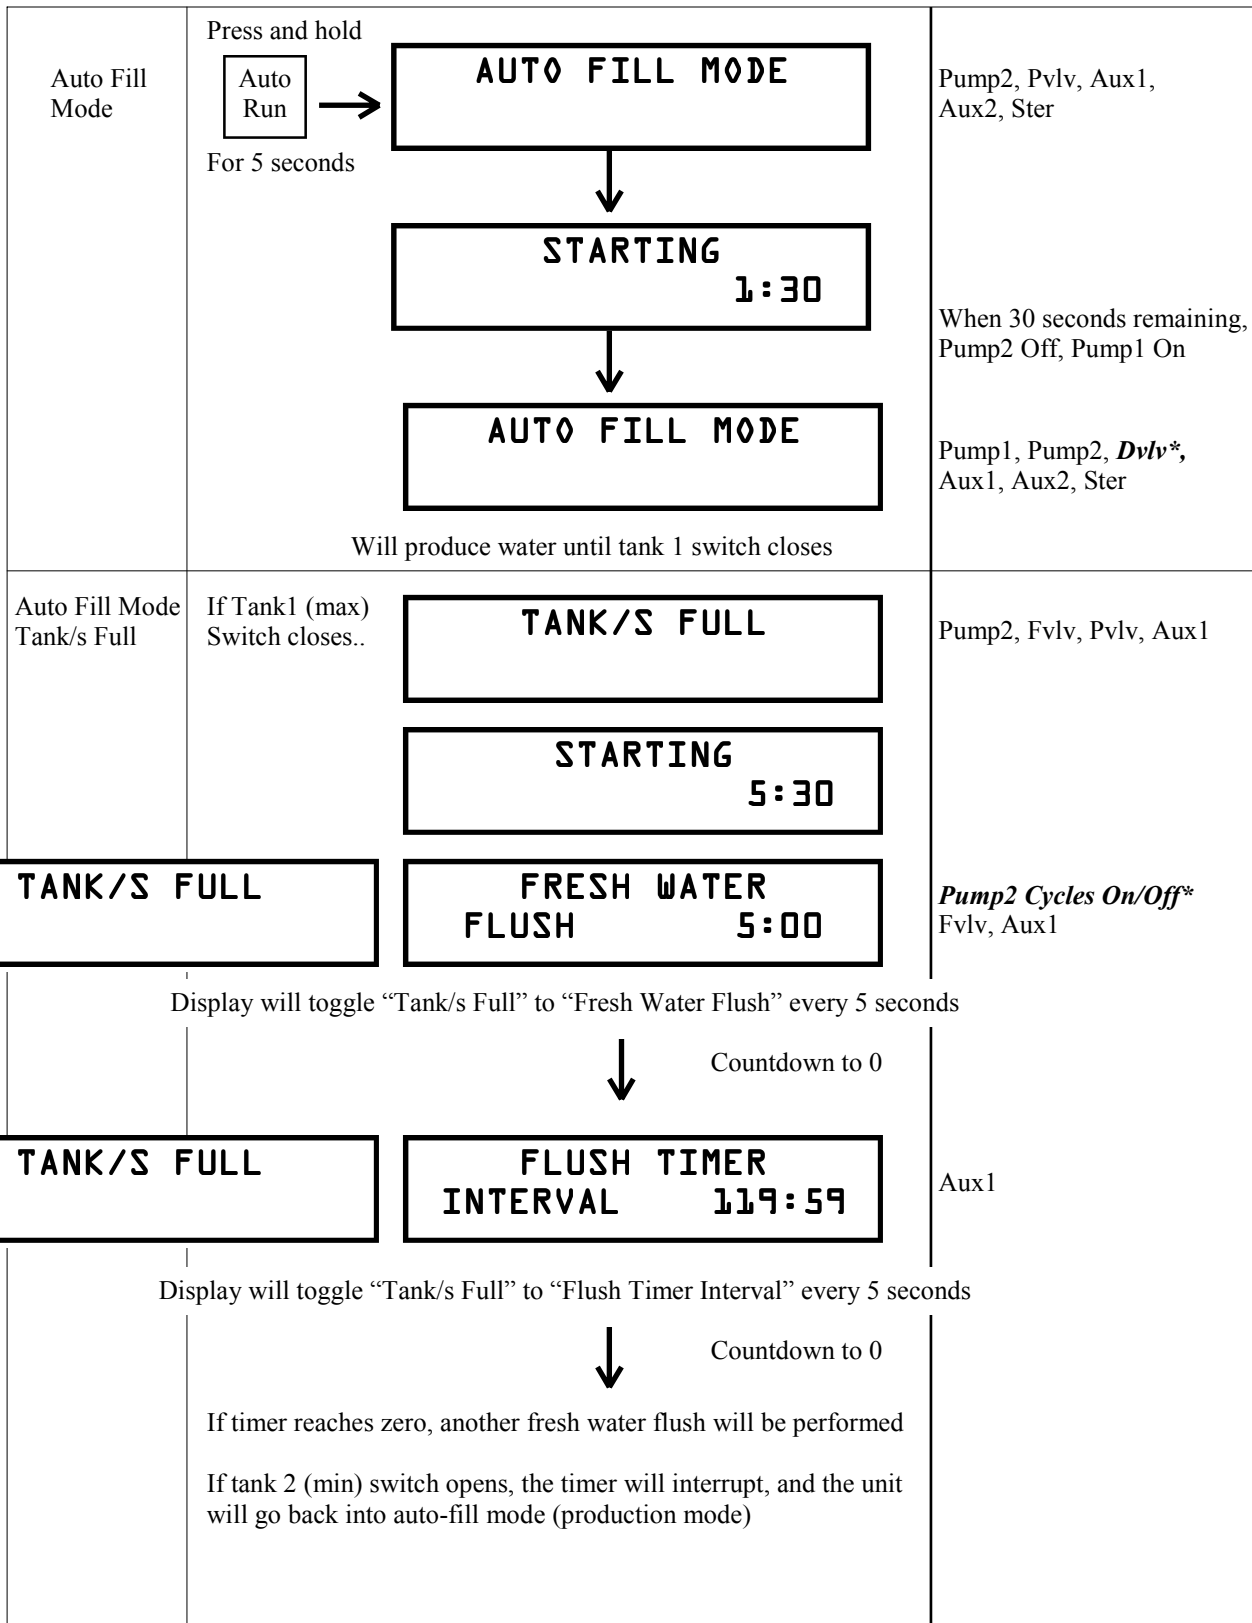 Press and hold
Auto Fill
Mode
Auto
Run
For 5 seconds
AUTO FILL MODE
Pump2, Pvlv, Aux1,
Aux2, Ster
STARTING
1:30
When 30 seconds remaining,
Pump2 Off, Pump1 On
AUTO FILL MODE
Pump1, Pump2, Dvlv*,
Aux1, Aux2, Ster
Will produce water until tank 1 switch closes
Auto Fill Mode
Tank/s Full
If Tank1 (max)
Switch closes..
TANK/S FULL
Pump2, Fvlv, Pvlv, Aux1
STARTING
5:30
TANK/S FULL
FRESH WATER
FLUSH 5:00
Pump2 Cycles On/Off*
Fvlv, Aux1
Display will toggle “Tank/s Full” to “Fresh Water Flush” every 5 seconds
Countdown to 0
TANK/S FULL
FLUSH TIMER
INTERVAL 119:59
Aux1
Display will toggle “Tank/s Full” to “Flush Timer Interval” every 5 seconds
Countdown to 0
If timer reaches zero, another fresh water flush will be performed
If tank 2 (min) switch opens, the timer will interrupt, and the unit
will go back into auto-fill mode (production mode)